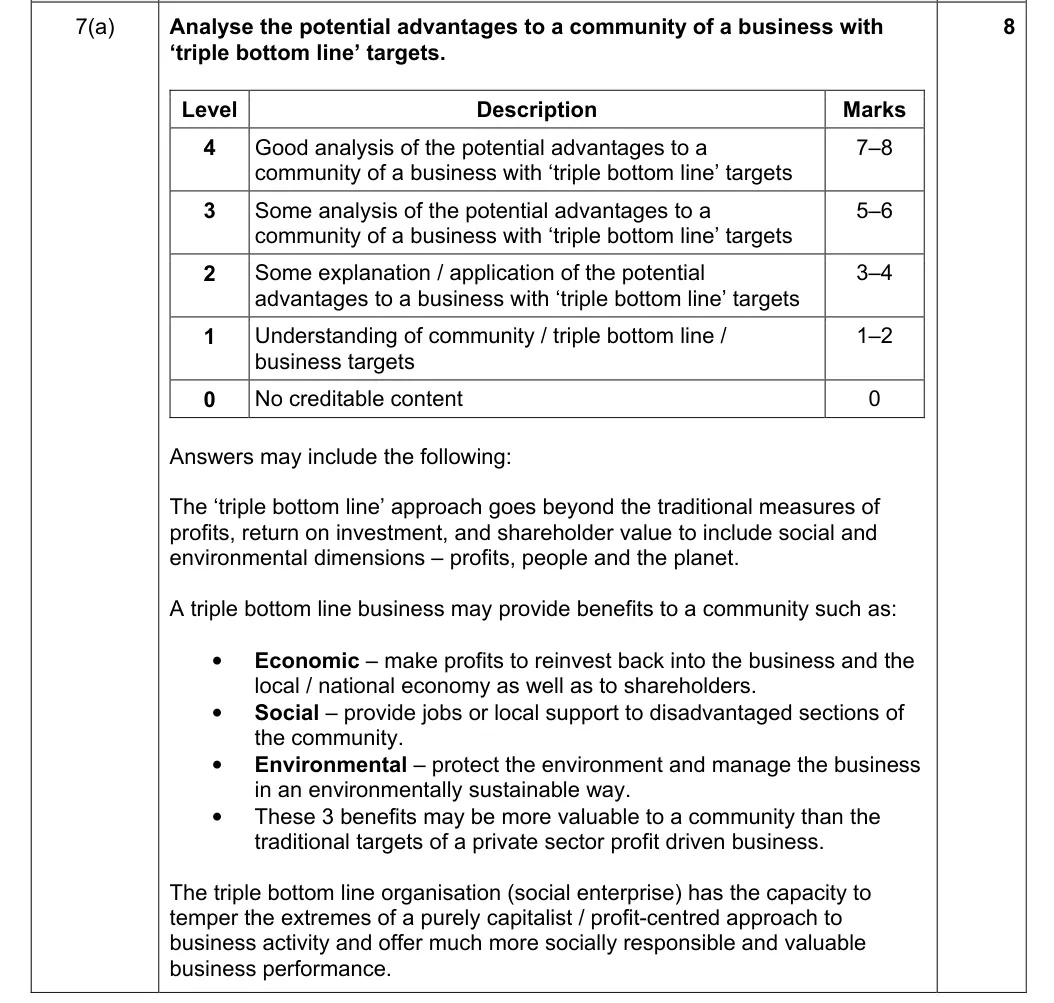 7(a)
Analyse the potential advantages to a community of a business with
‘triple bottom line’ targets.
8
Level Description Marks
4 Good analysis of the potential advantages to a 7–8
community of a business with ‘triple bottom line’ targets
3 Some analysis of the potential advantages to a 5–6
community of a business with ‘triple bottom line’ targets
2 Some explanation / application of the potential 3–4
advantages to a business with ‘triple bottom line’ targets
1 Understanding of community / triple bottom line / 1–2
business targets
0 No creditable content 0
Answers may include the following:
The ‘triple bottom line’ approach goes beyond the traditional measures of
profits, return on investment, and shareholder value to include social and
environmental dimensions – profits, people and the planet.
A triple bottom line business may provide benefits to a community such as:
• Economic – make profits to reinvest back into the business and the
local / national economy as well as to shareholders.
• Social – provide jobs or local support to disadvantaged sections of
the community.
• Environmental – protect the environment and manage the business
in an environmentally sustainable way.
• These 3 benefits may be more valuable to a community than the
traditional targets of a private sector profit driven business.
The triple bottom line organisation (social enterprise) has the capacity to
temper the extremes of a purely capitalist / profit-centred approach to
business activity and offer much more socially responsible and valuable
business performance.